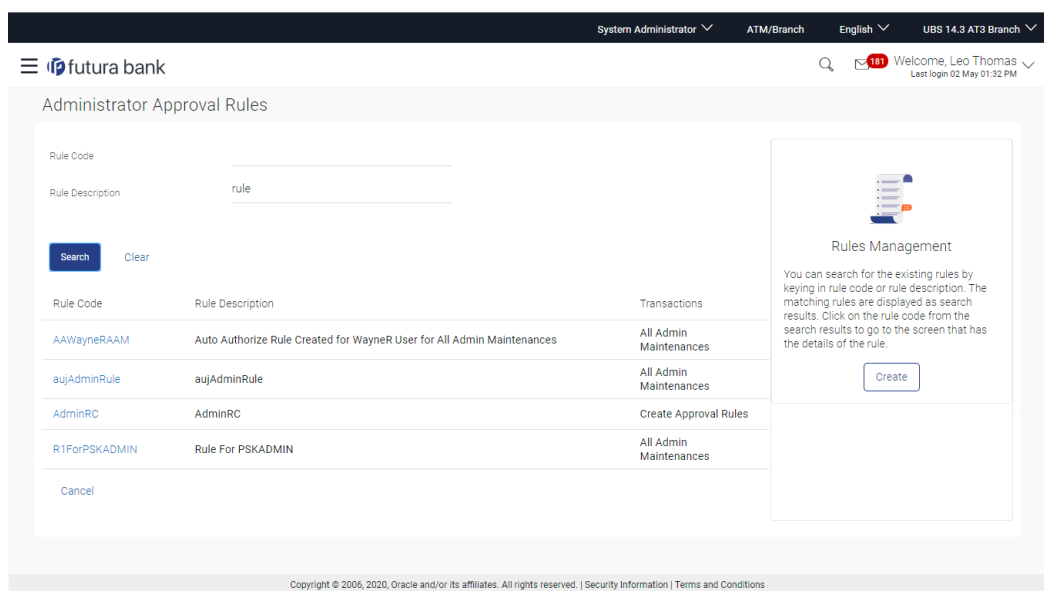 System Administrator ATM/Branch English UBS 14.3 AT3 Branch
futura bank 181 Welcome, Leo Thomas
Last login 02 May 01:32 PM
Administrator Approval Rules
Rule Code
Rule Description rule
Search Clear
Rule Code Rule Description Transactions
AAWayneRAAM Auto Authorize Rule Created for WayneR User for All Admin Maintenances All Admin
Maintenances
aujAdminRule aujAdminRule All Admin
Maintenances
AdminRC AdminRC Create Approval Rules
R1ForPSKADMIN Rule For PSKADMIN All Admin
Maintenances
Cancel
Rules Management
You can search for the existing rules by
keying in rule code or rule description. The
matching rules are displayed as search
results. Click on the rule code from the
search results to go to the screen that has
the details of the rule.
Create
Copyright © 2006, 2020, Oracle and/or its affiliates. All rights reserved. | Security Information | Terms and Conditions